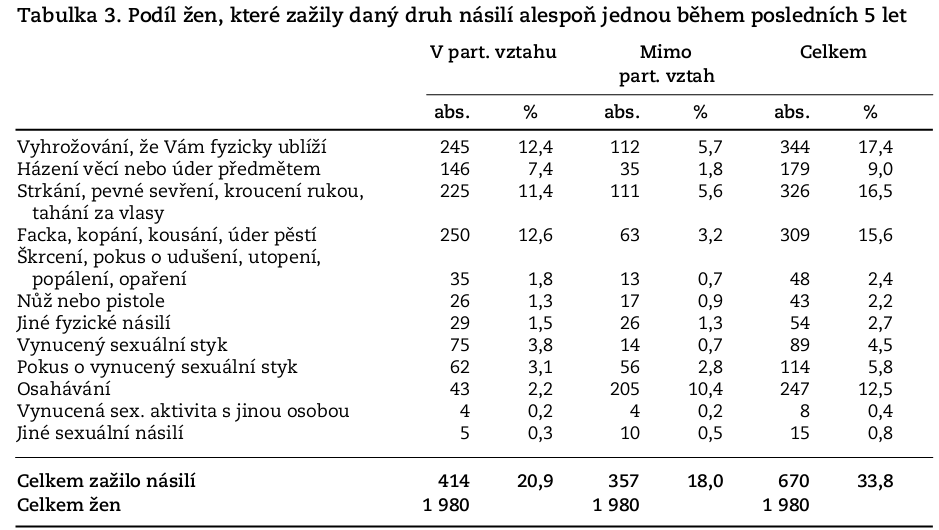 Tabulka 3. Podíl žen, které zažily daný druh násilí alespoň jednou během posledních 5 let
V part. vztahu Mimo Celkem
part. vztah
abs. % abs. % abs. %
Vyhrožování, že Vám fyzicky ublíží 245 12,4 112 5,7 344 17,4
Házení věcí nebo úder předmětem 146 7,4 35 1,8 179 9,0
Strkání, pevné sevření, kroucení rukou, 225 11,4 111 5,6 326 16,5
tahání za vlasy
Facka, kopání, kousání, úder pěstí 250 12,6 63 3,2 309 15,6
Škrcení, pokus o udušení, utopení,
popálení, opaření 35 1,8 13 0,7 48 2,4
Nůž nebo pistole 26 1,3 17 0,9 43 2,2
Jiné fyzické násilí 29 1,5 26 1,3 54 2,7
Vynucený sexuální styk 75 3,8 14 0,7 89 4,5
Pokus o vynucený sexuální styk 62 3,1 56 2,8 114 5,8
Osahávání 43 2,2 205 10,4 247 12,5
Vynucená sex. aktivita s jinou osobou 4 0,2 4 0,2 8 0,4
Jiné sexuální násilí 5 0,3 10 0,5 15 0,8
Celkem zažilo násilí 414 20,9 357 18,0 670 33,8
Celkem žen 1 980 1 980 1 980